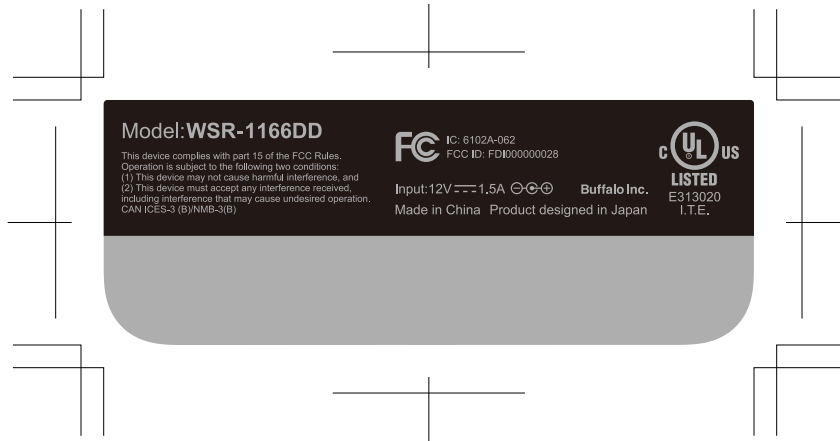 Model:WSR-1166DD
This device complies with part 15 of the FCC Rules.
Operation is subject to the following two conditions:
(1) This device may not cause harmful interference, and
(2) This device must accept any interference received,
including interference that may cause undesired operation.
CAN ICES-3 (B)/NMB-3(B)
FC
IC: 6102A-062
FCC ID: FDI000000028
Input:12V 1.5A
Buffalo Inc.
Made in China Product designed in Japan
C UL US
LISTED
E313020
I.T.E.